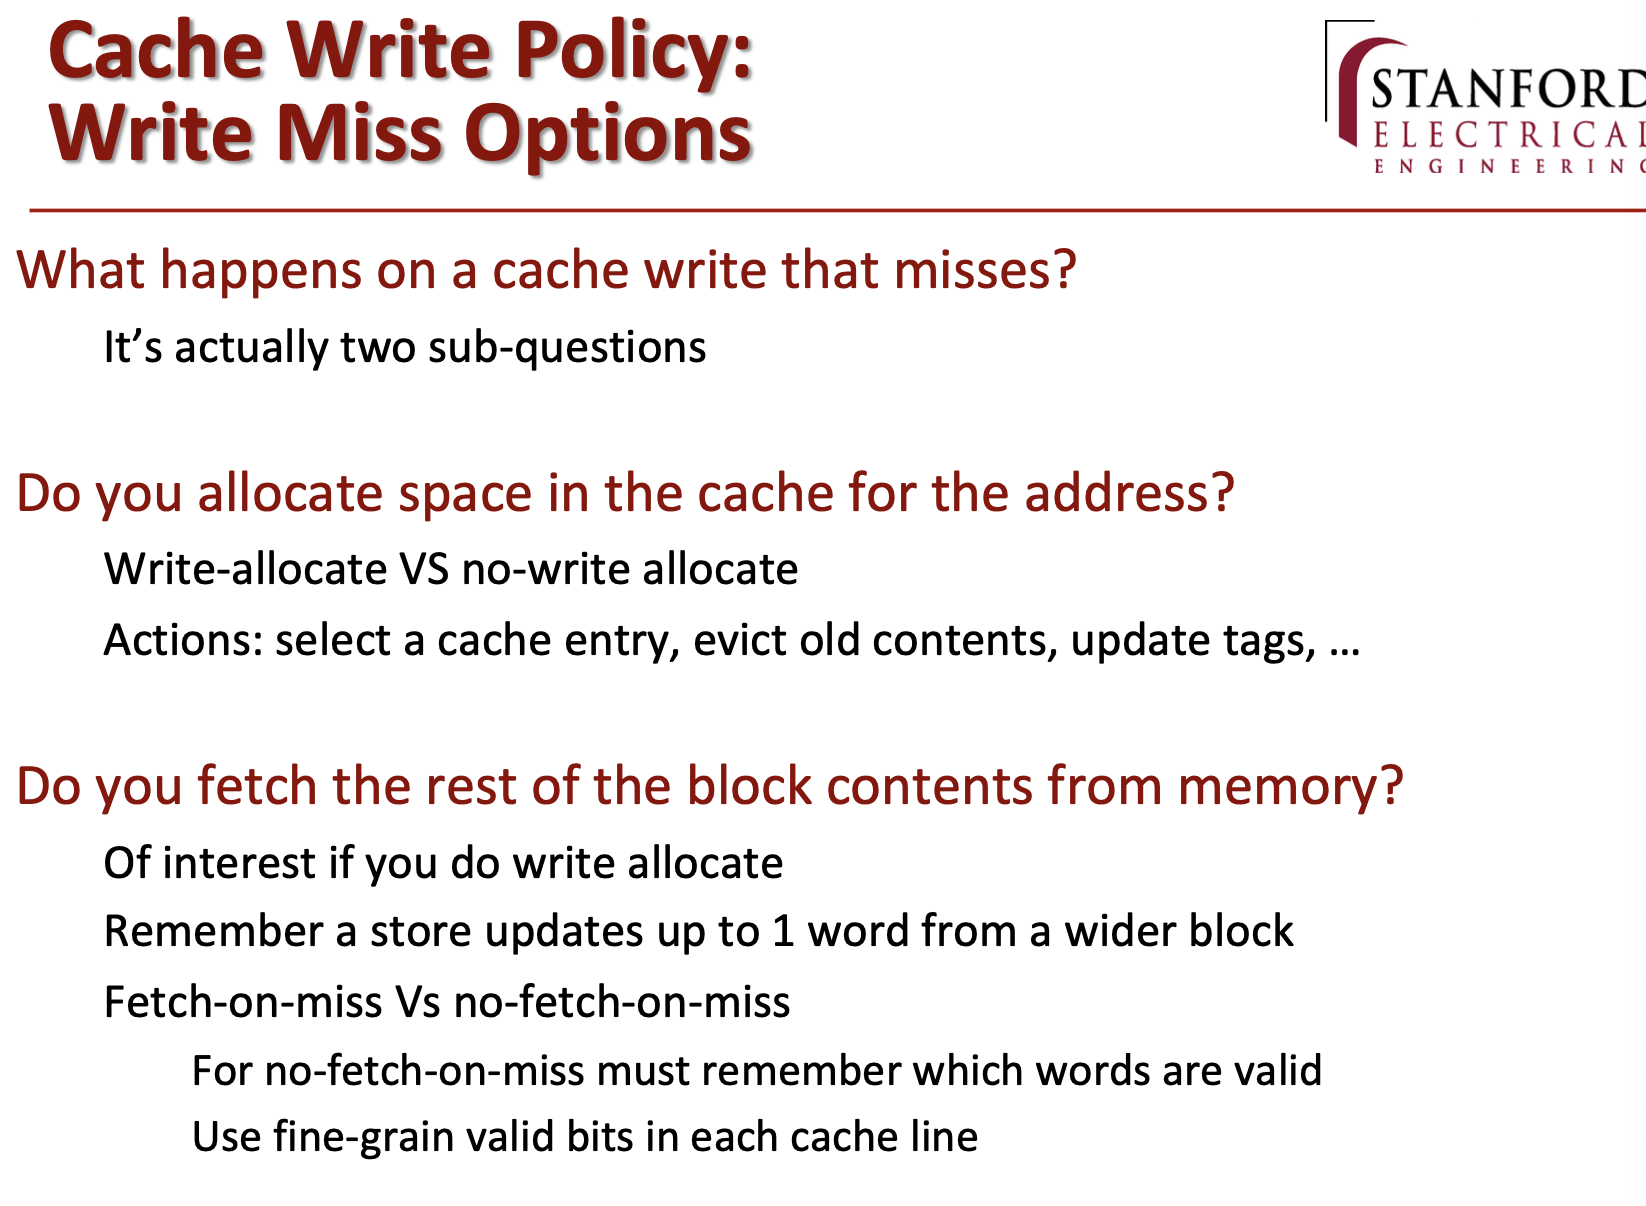 Cache Write Policy:
Write Miss Options
STANFORD
ELECTRICAL
ENGINEERING
What happens on a cache write that misses?
It’s actually two sub-questions
Do you allocate space in the cache for the address?
Write-allocate VS no-write allocate
Actions: select a cache entry, evict old contents, update tags, …
Do you fetch the rest of the block contents from memory?
Of interest if you do write allocate
Remember a store updates up to 1 word from a wider block
Fetch-on-miss Vs no-fetch-on-miss
For no-fetch-on-miss must remember which words are valid
Use fine-grain valid bits in each cache line